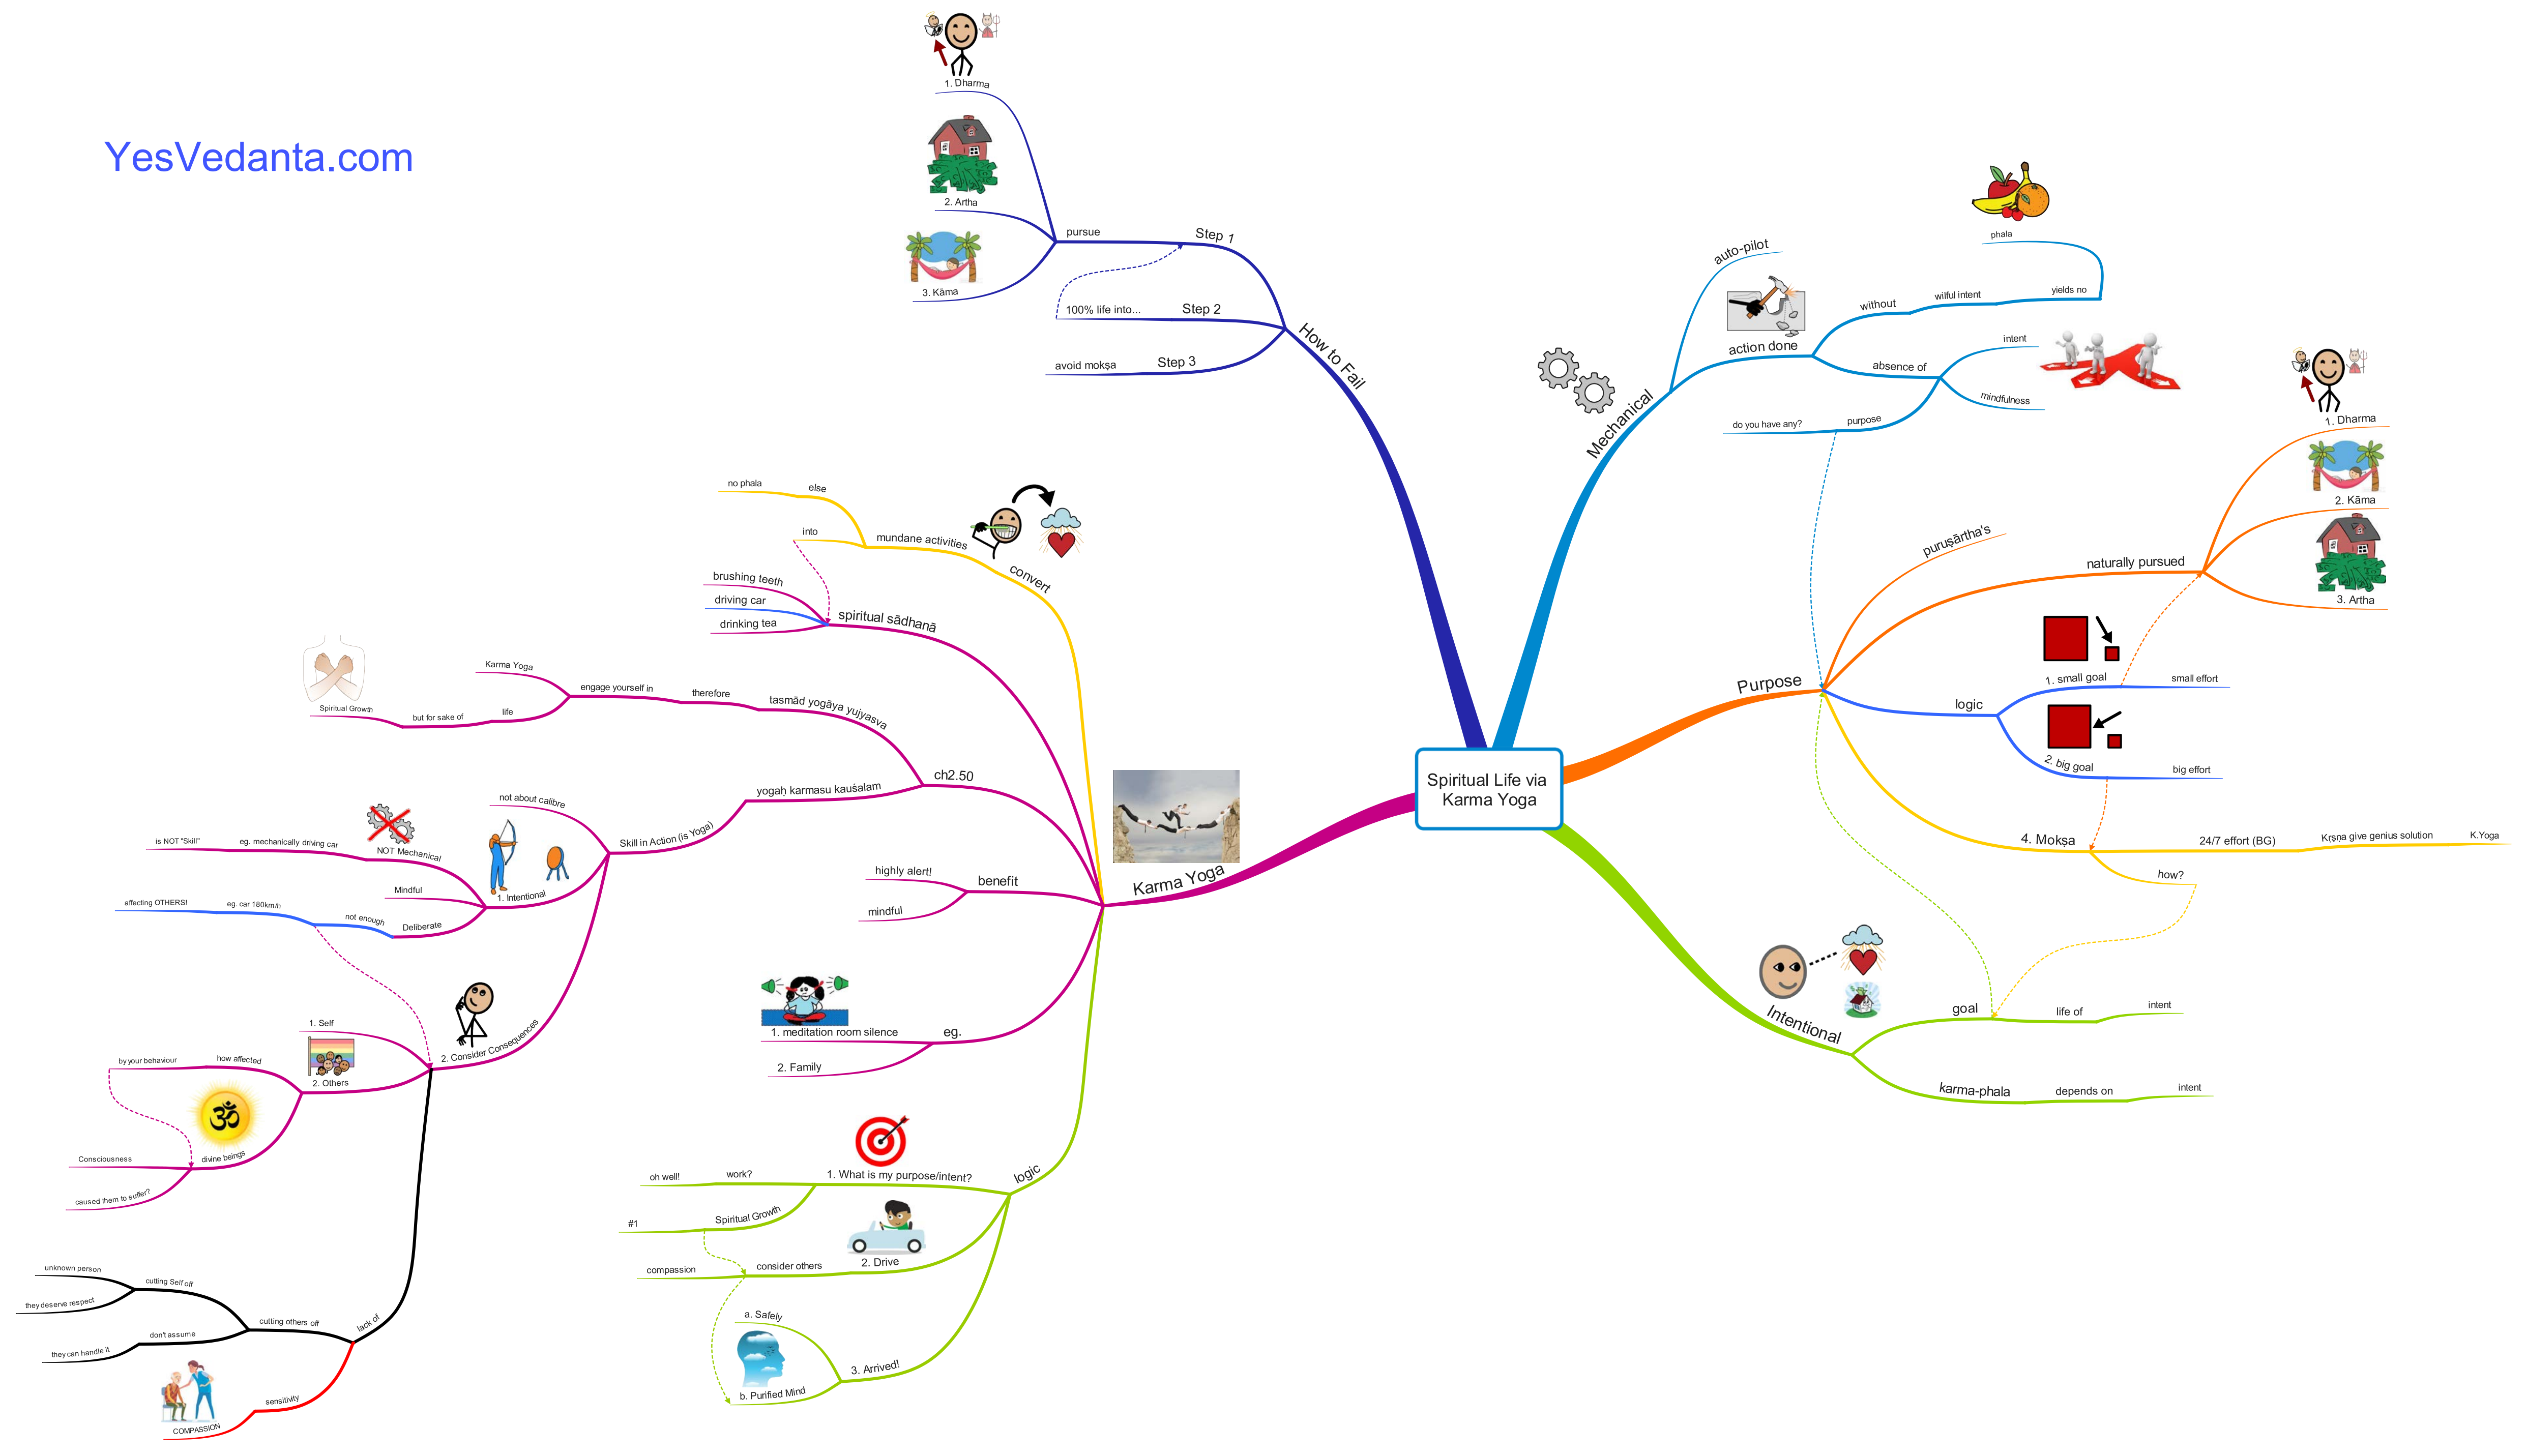 YesVedanta.com
Spiritual Life via
Karma Yoga
How to Fail
Step 1
pursue
1. Dharma
2. Artha
3. Kāma
Step 2
100% life into...
Step 3
avoid mokṣa
Mechanical
auto-pilot
action done
without
wilful intent
yields no
phala
absence of
intent
mindfulness
purpose
do you have any?
Purpose
puruṣārtha's
naturally pursued
1. Dharma
2. Kāma
3. Artha
logic
1. small goal
small effort
2. big goal
big effort
4. Mokṣa
24/7 effort (BG)
Kṛṣṇa give genius solution
K.Yoga
how?
Intentional
goal
life of
intent
karma-phala
depends on
intent
Karma Yoga
convert
mundane activities
else
no phala
into
spiritual sādhanā
brushing teeth
driving car
drinking tea
ch2.50
tasmād yogāya yujyasva
therefore
engage yourself in
Karma Yoga
life
but for sake of
Spiritual Growth
yogaḥ karmasu kauśalam
Skill in Action (is Yoga)
not about calibre
1. Intentional
NOT Mechanical
eg. mechanically driving car
is NOT "Skill"
Mindful
Deliberate
not enough
eg. car 180km/h
affecting OTHERS!
2. Consider Consequences
1. Self
2. Others
how affected
by your behaviour
divine beings
Consciousness
caused them to suffer?
lack of
cutting others off
cutting Self off
unknown person
they deserve respect
don't assume
they can handle it
sensitivity
COMPASSION
benefit
highly alert!
mindful
eg.
1. meditation room silence
2. Family
logic
1. What is my purpose/intent?
work?
oh well!
Spiritual Growth
#1
2. Drive
consider others
compassion
3. Arrived!
a. Safely
b. Purified Mind